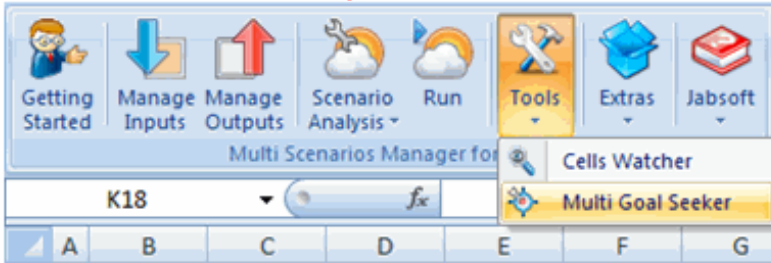 Getting Started
Manage Inputs
Manage Outputs
Scenario Analysis
Run
Tools
Extras
Jabsoft
Multi Scenarios Manager for
Cells Watcher
K18
fx
Multi Goal Seeker
A B C D E F G